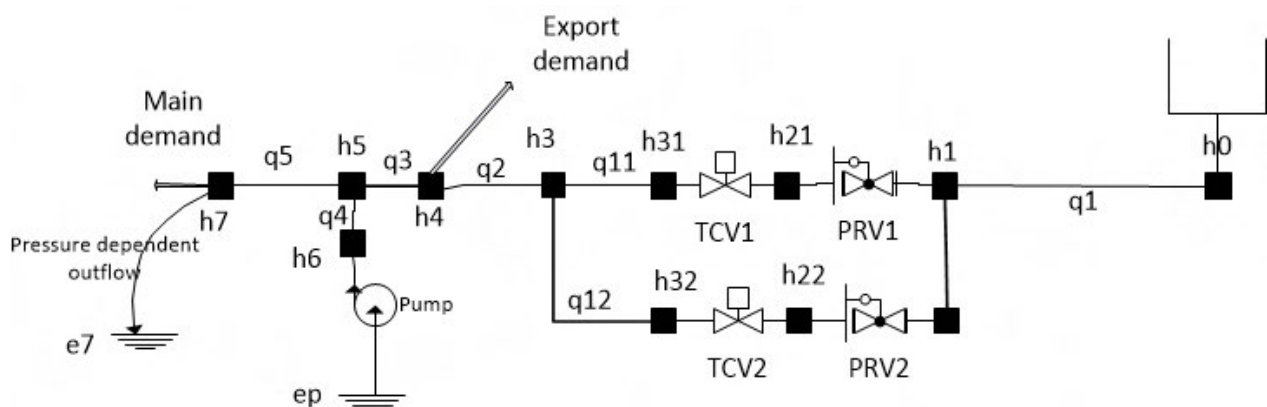 Export
demand
Main
demand
h0
q5
h5
q3
q2
h3
q11
h31
h21
h1
q1
h7
q4
h4
TCV1
PRV1
Pressure dependent
outflow
h6
Pump
q12
h32
h22
e7
ep
TCV2
PRV2